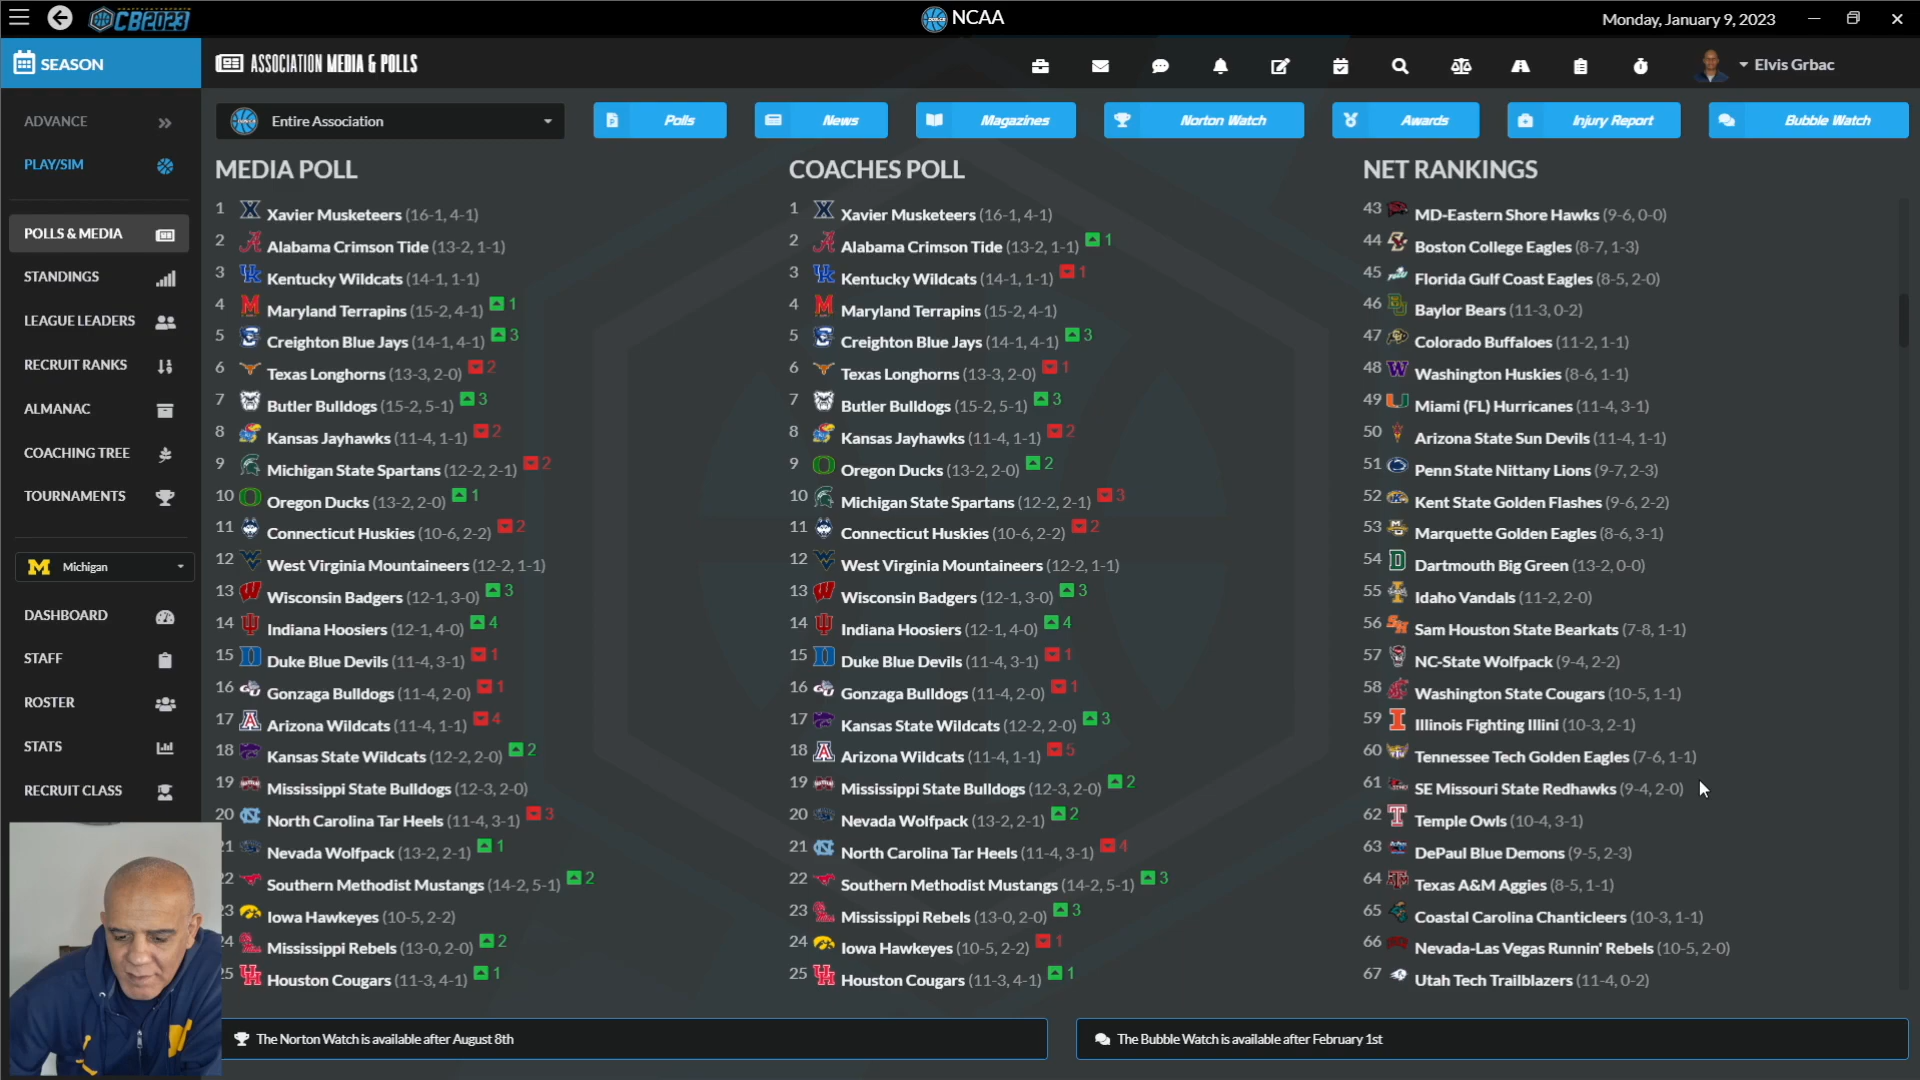 CB2023
NCAA
Monday, January 9, 2023
SEASON
ASSOCIATION MEDIA & POLLS
Elvis Grbac
ADVANCE
PLAY/SIM
POLLS & MEDIA
STANDINGS
LEAGUE LEADERS
RECRUIT RANKS
ALMANAC
COACHING TREE
TOURNAMENTS
Michigan
DASHBOARD
STAFF
ROSTER
STATS
RECRUIT CLASS
Entire Association
Polls
News
Magazines
Norton Watch
Awards
Injury Report
Bubble Watch
MEDIA POLL
1 Xavier Musketeers (16-1, 4-1)
2 Alabama Crimson Tide (13-2, 1-1)
3 Kentucky Wildcats (14-1, 1-1)
4 Maryland Terrapins (15-2, 4-1) 1
5 Creighton Blue Jays (14-1, 4-1) 3
6 Texas Longhorns (13-3, 2-0) 2
7 Butler Bulldogs (15-2, 5-1) 3
8 Kansas Jayhawks (11-4, 1-1) 2
9 Michigan State Spartans (12-2, 2-1) 2
10 Oregon Ducks (13-2, 2-0) 1
11 Connecticut Huskies (10-6, 2-2) 2
12 West Virginia Mountaineers (12-2, 1-1)
13 Wisconsin Badgers (12-1, 3-0) 3
14 Indiana Hoosiers (12-1, 4-0) 4
15 Duke Blue Devils (11-4, 3-1) 1
16 Gonzaga Bulldogs (11-4, 2-0) 1
17 Arizona Wildcats (11-4, 1-1) 4
18 Kansas State Wildcats (12-2, 2-0) 2
19 Mississippi State Bulldogs (12-3, 2-0)
20 North Carolina Tar Heels (11-4, 3-1) 3
21 Nevada Wolfpack (13-2, 2-1) 1
22 Southern Methodist Mustangs (14-2, 5-1) 2
23 Iowa Hawkeyes (10-5, 2-2)
24 Mississippi Rebels (13-0, 2-0) 2
25 Houston Cougars (11-3, 4-1) 1
COACHES POLL
1 Xavier Musketeers (16-1, 4-1)
2 Alabama Crimson Tide (13-2, 1-1) 1
3 Kentucky Wildcats (14-1, 1-1) 1
4 Maryland Terrapins (15-2, 4-1)
5 Creighton Blue Jays (14-1, 4-1) 3
6 Texas Longhorns (13-3, 2-0) 1
7 Butler Bulldogs (15-2, 5-1) 3
8 Kansas Jayhawks (11-4, 1-1) 2
9 Oregon Ducks (13-2, 2-0) 2
10 Michigan State Spartans (12-2, 2-1) 3
11 Connecticut Huskies (10-6, 2-2) 2
12 West Virginia Mountaineers (12-2, 1-1)
13 Wisconsin Badgers (12-1, 3-0) 3
14 Indiana Hoosiers (12-1, 4-0) 4
15 Duke Blue Devils (11-4, 3-1) 1
16 Gonzaga Bulldogs (11-4, 2-0) 1
17 Kansas State Wildcats (12-2, 2-0) 3
18 Arizona Wildcats (11-4, 1-1) 5
19 Mississippi State Bulldogs (12-3, 2-0) 2
20 Nevada Wolfpack (13-2, 2-1) 2
21 North Carolina Tar Heels (11-4, 3-1) 4
22 Southern Methodist Mustangs (14-2, 5-1) 3
23 Mississippi Rebels (13-0, 2-0) 3
24 Iowa Hawkeyes (10-5, 2-2) 1
25 Houston Cougars (11-3, 4-1) 1
NET RANKINGS
43 MD-Eastern Shore Hawks (9-6, 0-0)
44 Boston College Eagles (8-7, 1-3)
45 Florida Gulf Coast Eagles (8-5, 2-0)
46 Baylor Bears (11-3, 0-2)
47 Colorado Buffaloes (11-2, 1-1)
48 Washington Huskies (8-6, 1-1)
49 Miami (FL) Hurricanes (11-4, 3-1)
50 Arizona State Sun Devils (11-4, 1-1)
51 Penn State Nittany Lions (9-7, 2-3)
52 Kent State Golden Flashes (9-6, 2-2)
53 Marquette Golden Eagles (8-6, 3-1)
54 Dartmouth Big Green (13-2, 0-0)
55 Idaho Vandals (11-2, 2-0)
56 Sam Houston State Bearkats (7-8, 1-1)
57 NC-State Wolfpack (9-4, 2-2)
58 Washington State Cougars (10-5, 1-1)
59 Illinois Fighting Illini (10-3, 2-1)
60 Tennessee Tech Golden Eagles (7-6, 1-1)
61 SE Missouri State Redhawks (9-4, 2-0)
62 Temple Owls (10-4, 3-1)
63 DePaul Blue Demons (9-5, 2-3)
64 Texas A&M Aggies (8-5, 1-1)
65 Coastal Carolina Chanticleers (10-3, 1-1)
66 Nevada-Las Vegas Runnin' Rebels (10-5, 2-0)
67 Utah Tech Trailblazers (11-4, 0-2)
The Norton Watch is available after August 8th
The Bubble Watch is available after February 1st